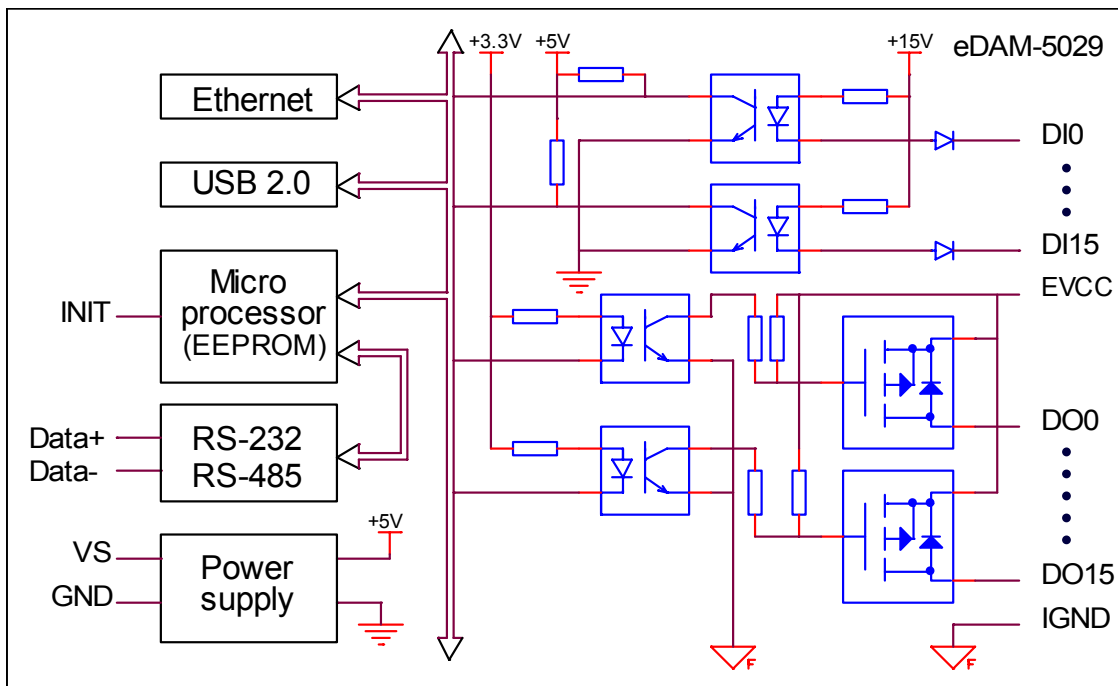 +3.3V
+5V
+15V
eDAM-5029
Ethernet
DI0
USB 2.0
DI15
Micro
processor
(EEPROM)
INIT
EVCC
Data+
Data-
RS-232
RS-485
DO0
+5V
VS
GND
Power
supply
DO15
IGND
F
F